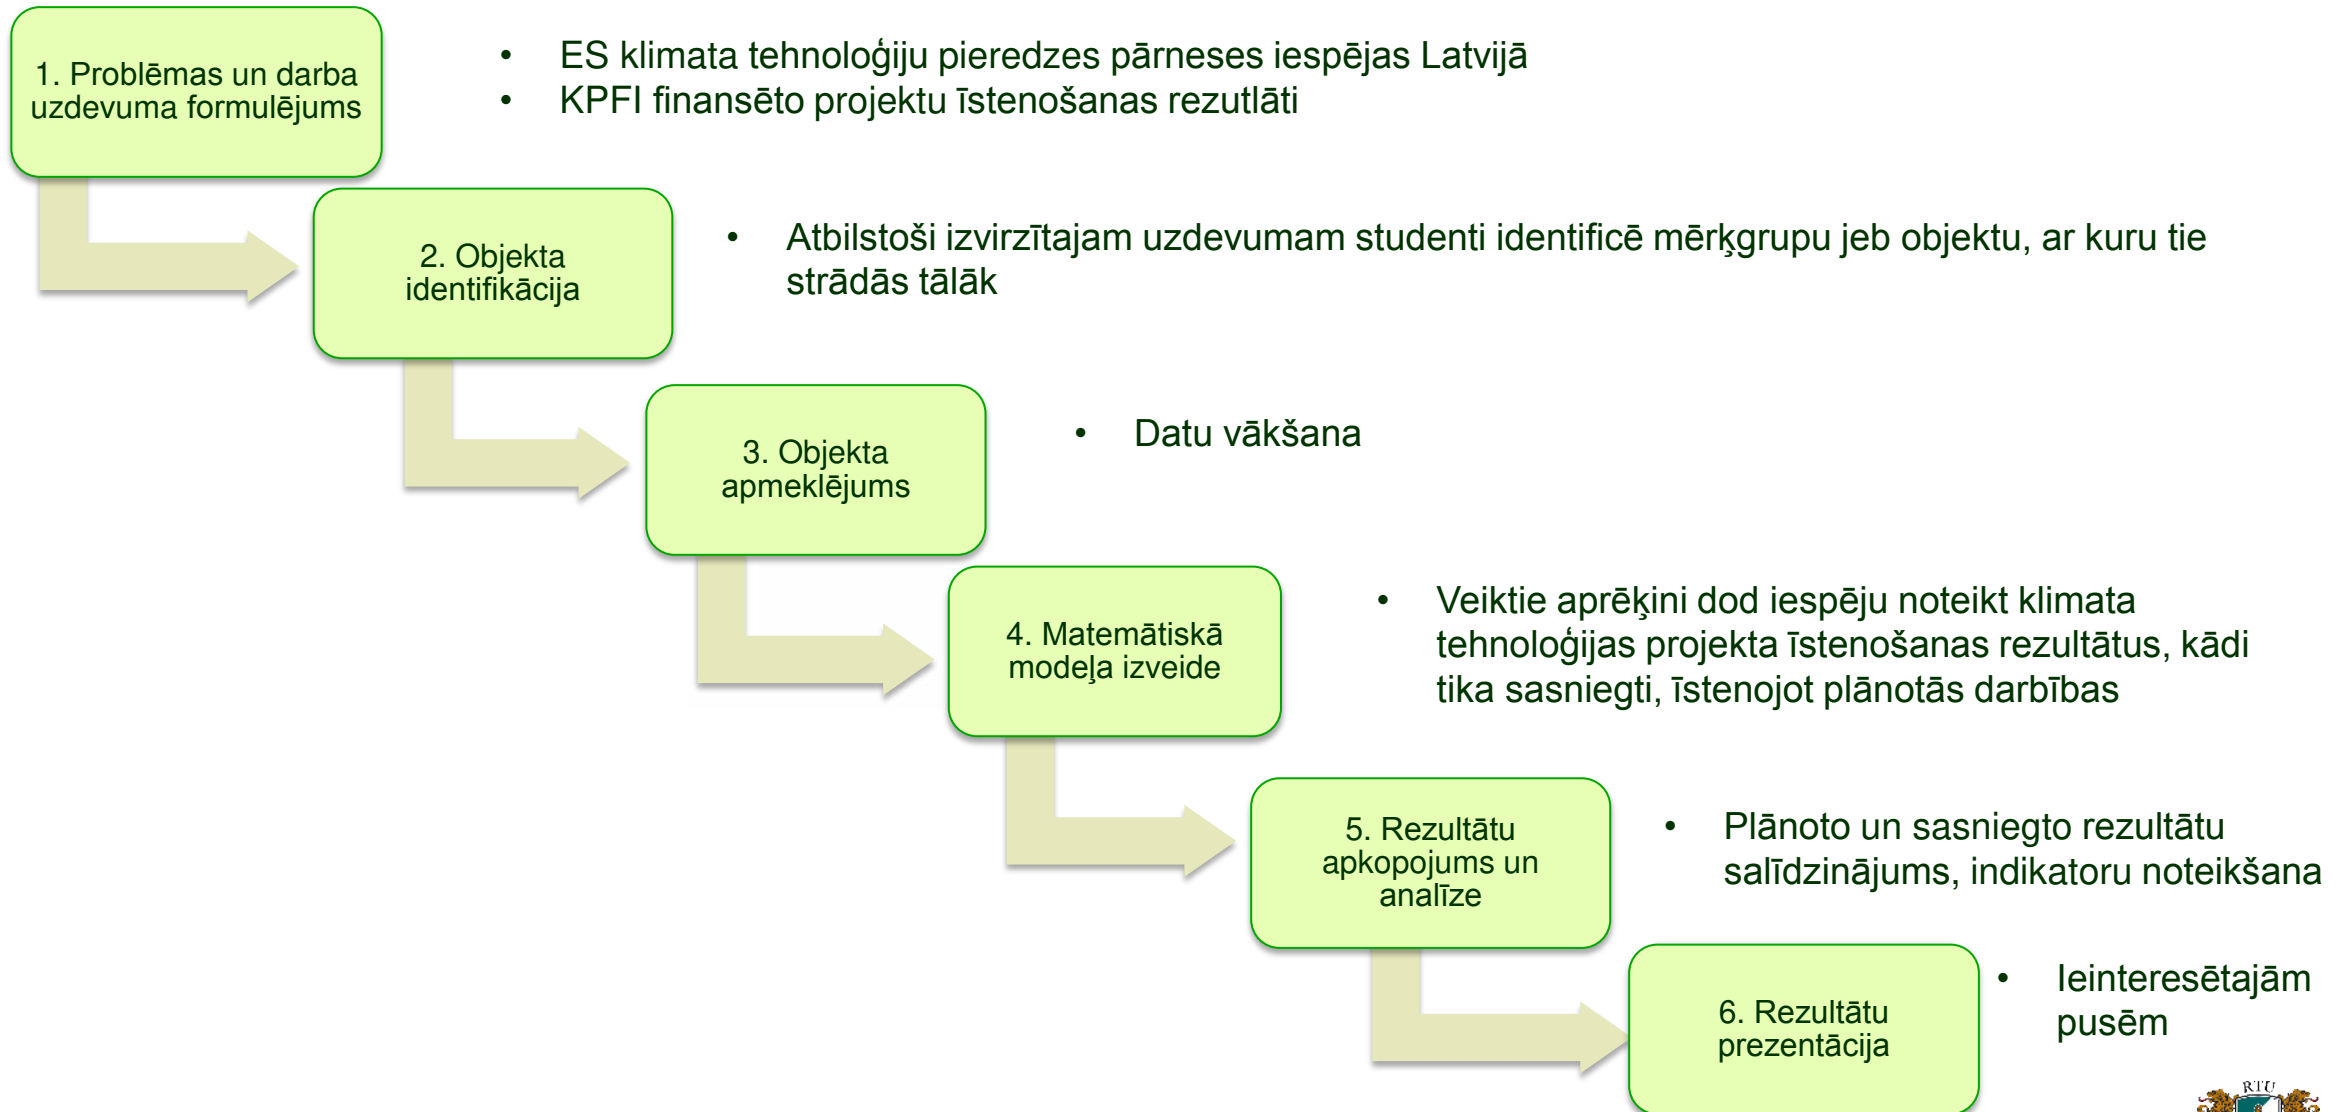 1. Problēmas un darba
uzdevuma formulējums
• ES klimata tehnoloģiju pieredzes pārneses iespējas Latvijā
• KPFI finansēto projektu īstenošanas rezutlāti
2. Objekta
identifikācija
• Atbilstoši izvirzītajam uzdevumam studenti identificē mērķgrupu jeb objektu, ar kuru tie
strādās tālāk
3. Objekta
apmeklējums
• Datu vākšana
4. Matemātiskā
modeļa izveide
• Veiktie aprēķini dod iespēju noteikt klimata
tehnoloģijas projekta īstenošanas rezultātus, kādi
tika sasniegti, īstenojot plānotās darbības
5. Rezultātu
apkopojums un
analīze
• Plānoto un sasniegto rezultātu
salīdzinājums, indikatoru noteikšana
6. Rezultātu
prezentācija
• Ieinteresētajām
pusēm
RTU